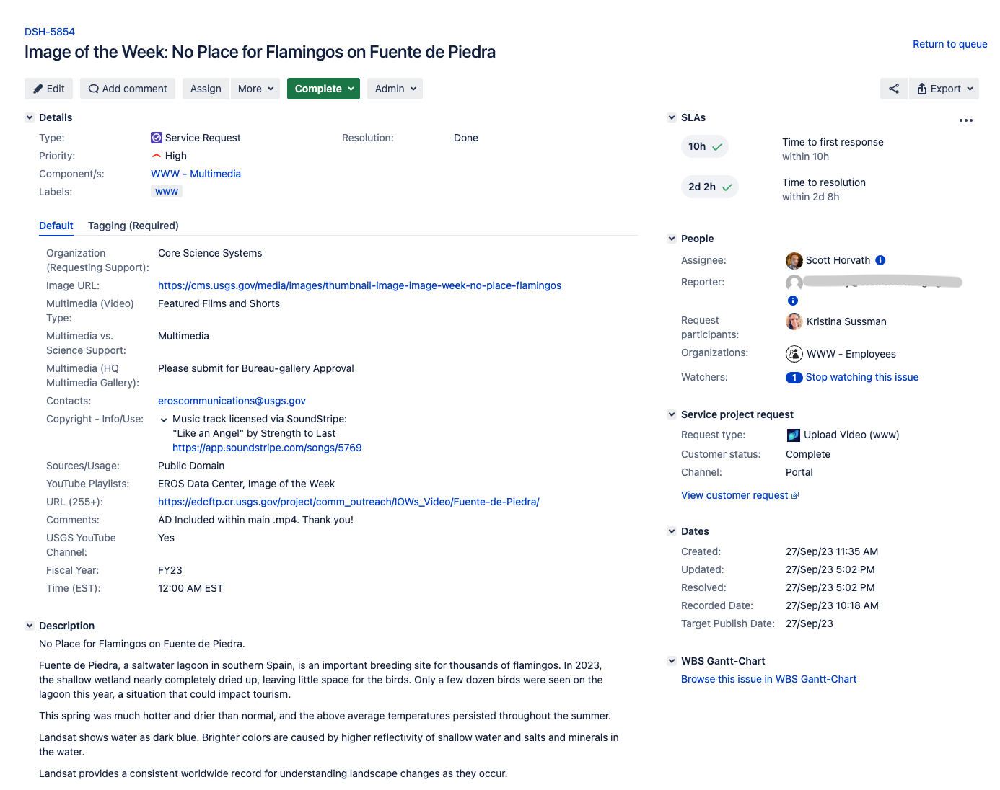 DSH-5854
Image of the Week: No Place for Flamingos on Fuente de Piedra
Return to queue
Edit
Add comment
Assign
More
Complete
Admin
Export
Details
Type:
Service Request
Resolution:
Done
Priority:
High
Component/s:
WWW - Multimedia
Labels:
www
Default
Tagging (Required)
Organization
(Requesting Support):
Core Science Systems
Image URL:
https://cms.usgs.gov/media/images/thumbnail-image-image-week-no-place-flamingos
Multimedia (Video)
Type:
Featured Films and Shorts
Multimedia vs.
Science Support:
Multimedia
Multimedia (HQ
Multimedia Gallery):
Please submit for Bureau-gallery Approval
Contacts:
eroscommunications@usgs.gov
Copyright - Info/Use:
Music track licensed via SoundStripe:
"Like an Angel" by Strength to Last
https://app.soundstripe.com/songs/5769
Sources/Usage:
Public Domain
YouTube Playlists:
EROS Data Center, Image of the Week
URL (255+):
https://edcftp.cr.usgs.gov/project/comm_outreach/IOWs_Video/Fuente-de-Piedra/
Comments:
AD Included within main .mp4. Thank you!
USGS YouTube
Channel:
Yes
Fiscal Year:
FY23
Time (EST):
12:00 AM EST
Description
No Place for Flamingos on Fuente de Piedra.
Fuente de Piedra, a saltwater lagoon in southern Spain, is an important breeding site for thousands of flamingos. In 2023,
the shallow wetland nearly completely dried up, leaving little space for the birds. Only a few dozen birds were seen on the
lagoon this year, a situation that could impact tourism.
This spring was much hotter and drier than normal, and the above average temperatures persisted throughout the summer.
Landsat shows water as dark blue. Brighter colors are caused by higher reflectivity of shallow water and salts and minerals in
the water.
Landsat provides a consistent worldwide record for understanding landscape changes as they occur.
SLAs
10h
Time to first response
within 10h
2d 2h
Time to resolution
within 2d 8h
People
Assignee:
Scott Horvath
Reporter:
Request
participants:
Kristina Sussman
Organizations:
WWW - Employees
Watchers:
1 Stop watching this issue
Service project request
Request type:
Upload Video (www)
Customer status:
Complete
Channel:
Portal
View customer request
Dates
Created:
27/Sep/23 11:35 AM
Updated:
27/Sep/23 5:02 PM
Resolved:
27/Sep/23 5:02 PM
Recorded Date:
27/Sep/23 10:18 AM
Target Publish Date:
27/Sep/23
WBS Gantt-Chart
Browse this issue in WBS Gantt-Chart